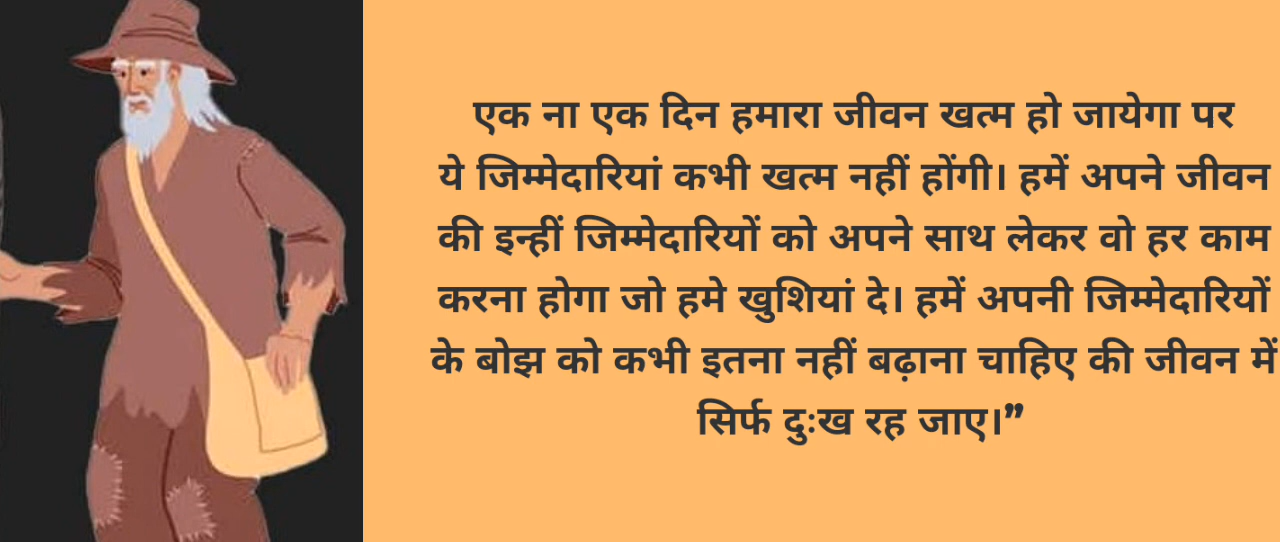 एक ना एक दिन हमारा जीवन खत्म हो जायेगा पर
ये जिम्मेदारियां कभी खत्म नहीं होंगी। हमें अपने जीवन
की इन्हीं जिम्मेदारियों को अपने साथ लेकर वो हर काम
करना होगा जो हमे खुशियां दे। हमें अपनी जिम्मेदारियों
के बोझ को कभी इतना नहीं बढ़ाना चाहिए की जीवन में
सिर्फ दुःख रह जाए।”